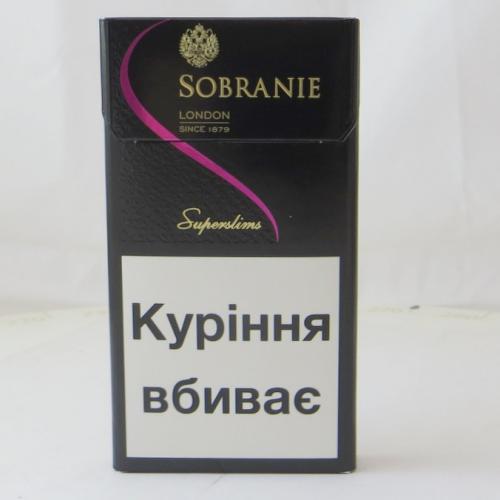 SOBRANIE
LONDON
SINCE 1879
Superslims
Куріння
вбиває